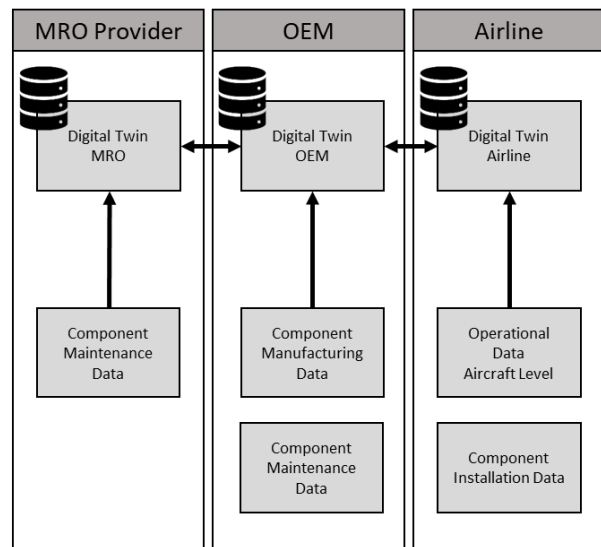 MRO Provider
OEM
Airline
Digital Twin
MRO
Digital Twin
OEM
Digital Twin
Airline
Component
Maintenance
Data
Component
Manufacturing
Data
Operational
Data
Aircraft Level
Component
Maintenance
Data
Component
Installation Data